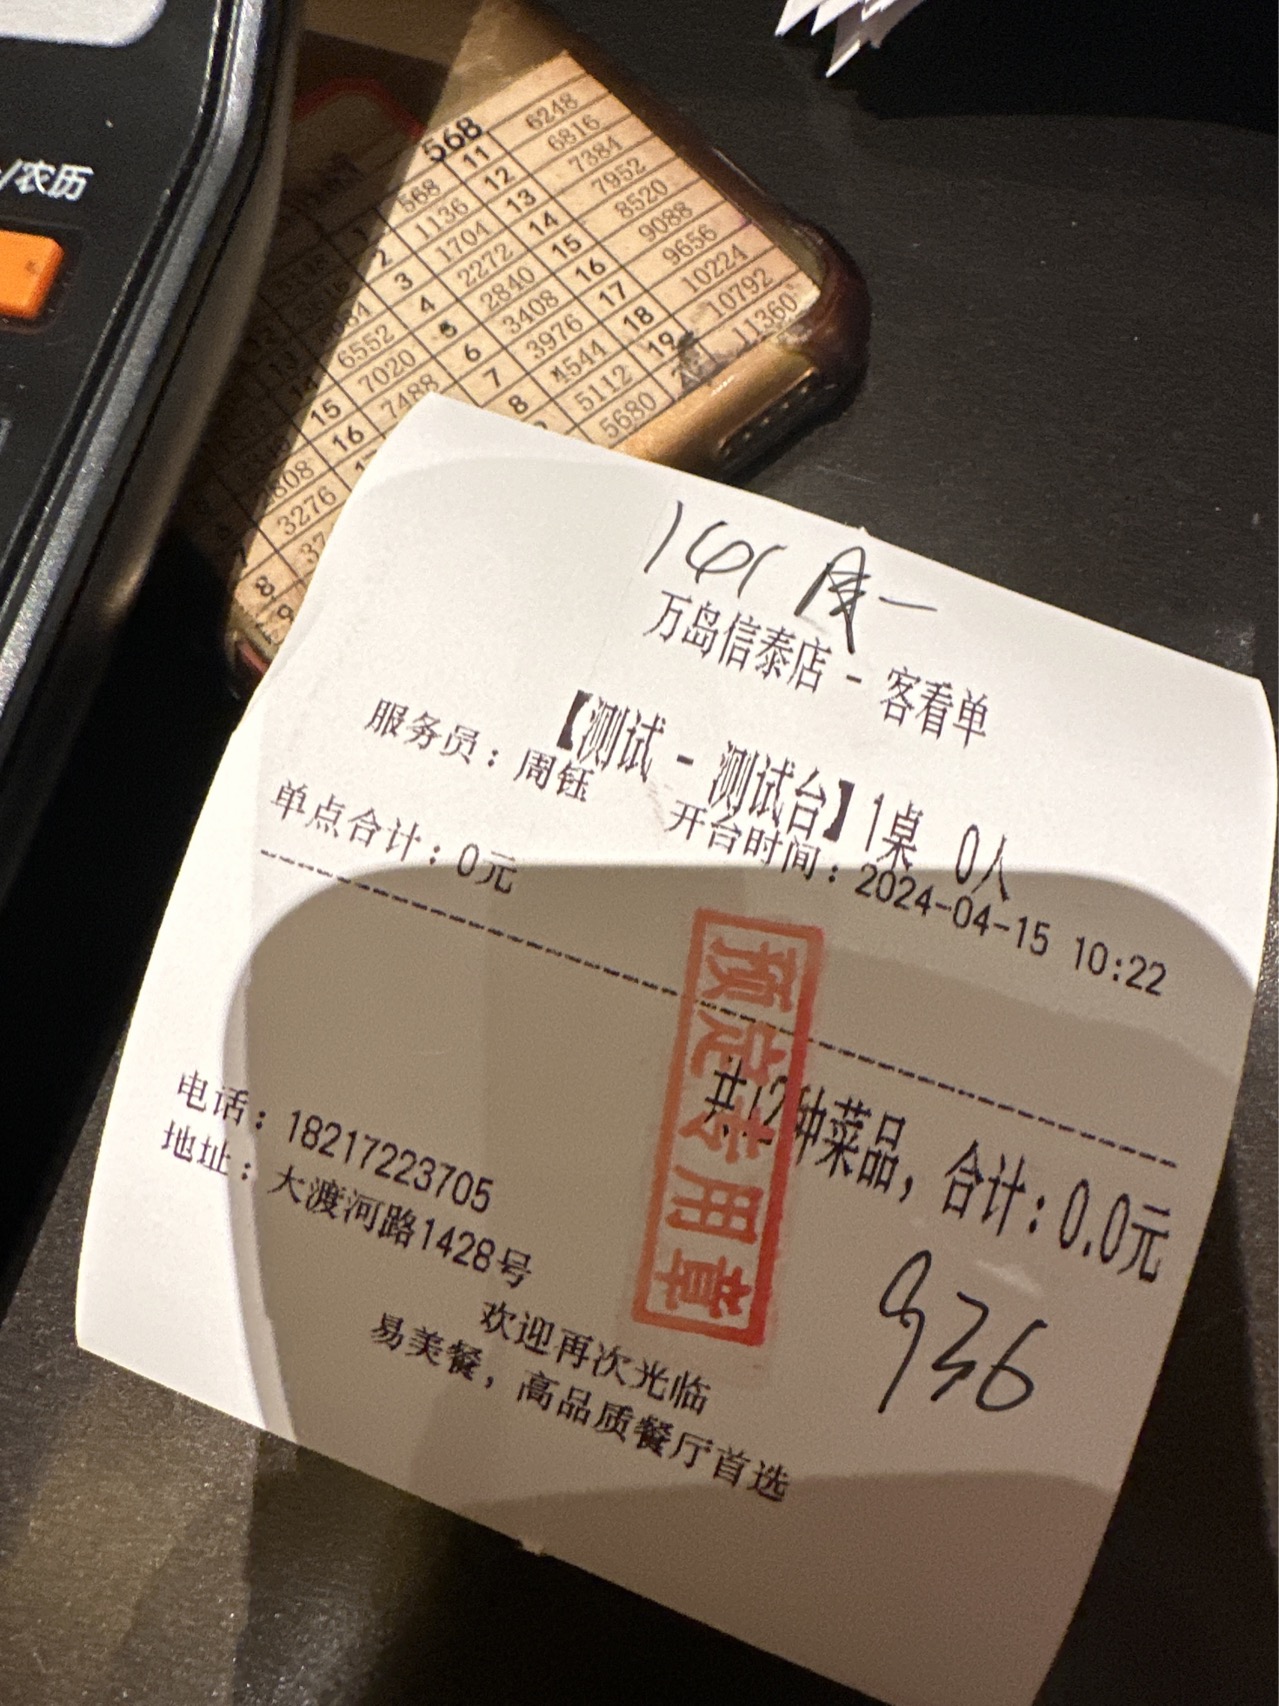 /农历
568
1 568 11 6248
2 1136 12 6816
3 1704 13 7384
4 2272 14 7952
5 2840 15 8520
6 3408 16 9088
7 3976 17 9656
8 4544 18 10224
5112 19 10792
5680 11360
6552
15 7020
16 7488
3276
8
9
万岛信泰店 - 客看单
【测试 - 测试台】1桌 0人
服务员：周钰 开台时间：2024-04-15 10:22
单点合计：0元
预定专用章
共12种菜品，合计：0.0元
936
电话：18217223705
地址：大渡河路1428号
欢迎再次光临
易美餐，高品质餐厅首选